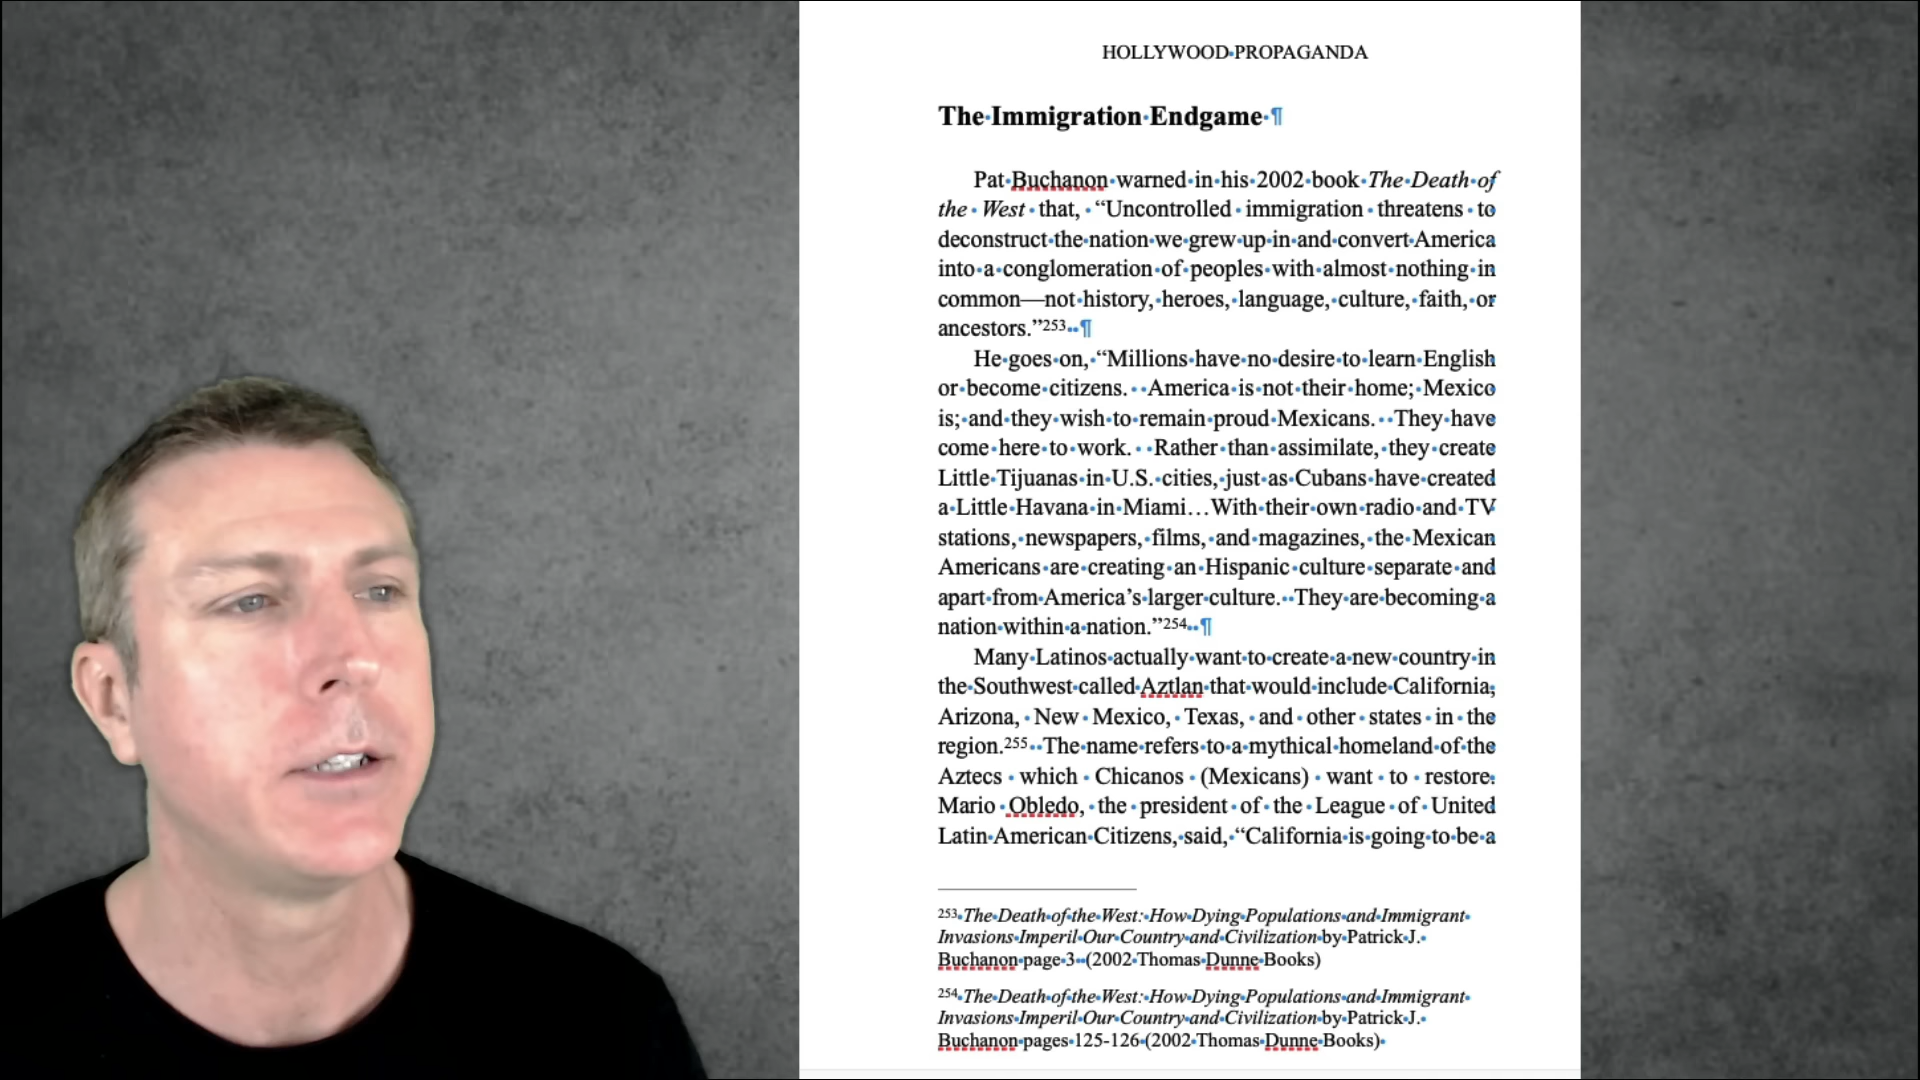 HOLLYWOOD PROPAGANDA
The Immigration Endgame ¶
Pat Buchanon warned in his 2002 book The Death of
the West that, “Uncontrolled immigration threatens to
deconstruct the nation we grew up in and convert America
into a conglomeration of peoples with almost nothing in
common—not history, heroes, language, culture, faith, or
ancestors.”253 ¶
He goes on, “Millions have no desire to learn English
or become citizens. America is not their home; Mexico
is; and they wish to remain proud Mexicans. They have
come here to work. Rather than assimilate, they create
Little Tijuanas in U.S. cities, just as Cubans have created
a Little Havana in Miami…With their own radio and TV
stations, newspapers, films, and magazines, the Mexican
Americans are creating an Hispanic culture separate and
apart from America’s larger culture. They are becoming a
nation within a nation.”254 ¶
Many Latinos actually want to create a new country in
the Southwest called Aztlan that would include California,
Arizona, New Mexico, Texas, and other states in the
region.255 The name refers to a mythical homeland of the
Aztecs which Chicanos (Mexicans) want to restore.
Mario Obledo, the president of the League of United
Latin American Citizens, said, “California is going to be a
253 The Death of the West: How Dying Populations and Immigrant
Invasions Imperil Our Country and Civilization by Patrick J.
Buchanon page 3 (2002 Thomas Dunne Books)
254 The Death of the West: How Dying Populations and Immigrant
Invasions Imperil Our Country and Civilization by Patrick J.
Buchanon pages 125-126 (2002 Thomas Dunne Books)